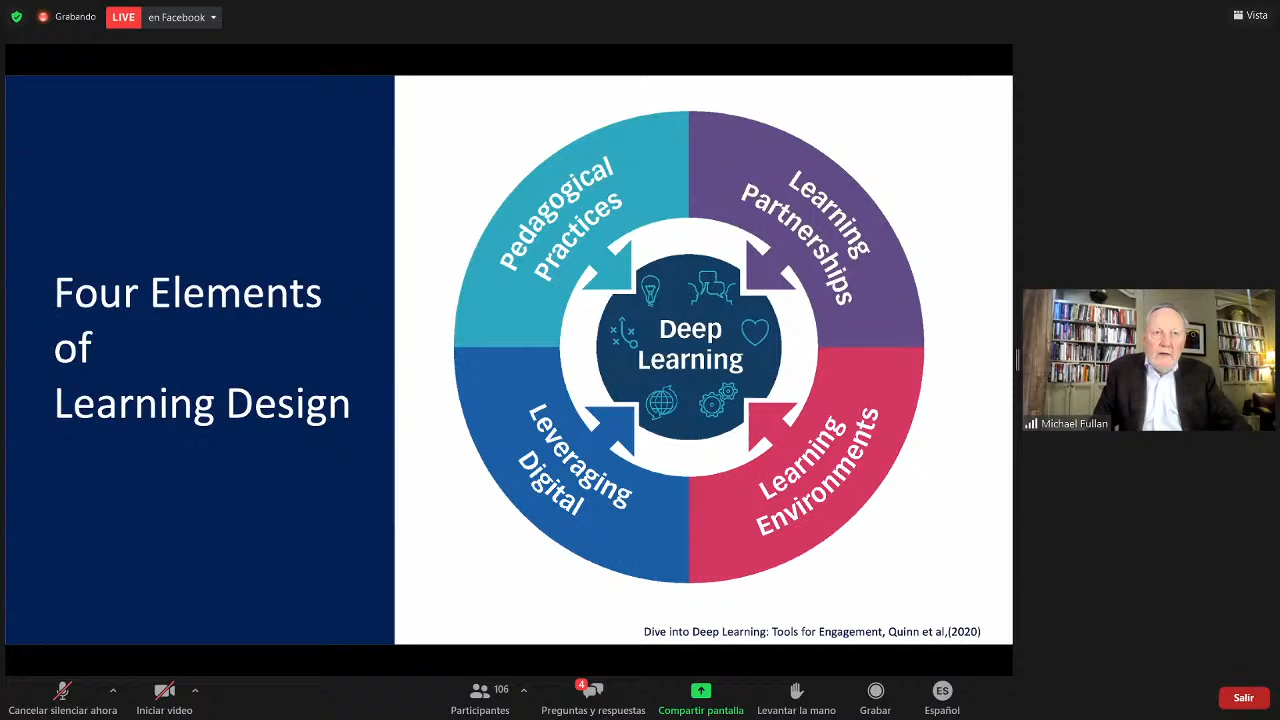 Grabando
LIVE
en Facebook
Vista
Four Elements
of
Learning Design
Pedagogical
Practices
Learning
Partnerships
Deep
Learning
Leveraging
Digital
Learning
Environments
Dive into Deep Learning: Tools for Engagement, Quinn et al,(2020)
Michael Fullan
Cancelar silenciar ahora
Iniciar video
106
Participantes
4
Preguntas y respuestas
Compartir pantalla
Levantar la mano
Grabar
ES
Español
Salir